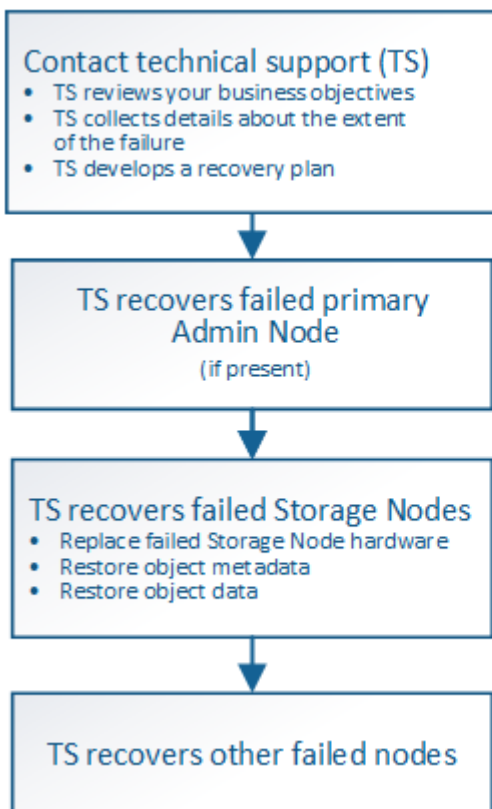 Contact technical support (TS)
• TS reviews your business objectives
• TS collects details about the extent
of the failure
• TS develops a recovery plan
TS recovers failed primary
Admin Node
(if present)
TS recovers failed Storage Nodes
• Replace failed Storage Node hardware
• Restore object metadata
• Restore object data
TS recovers other failed nodes